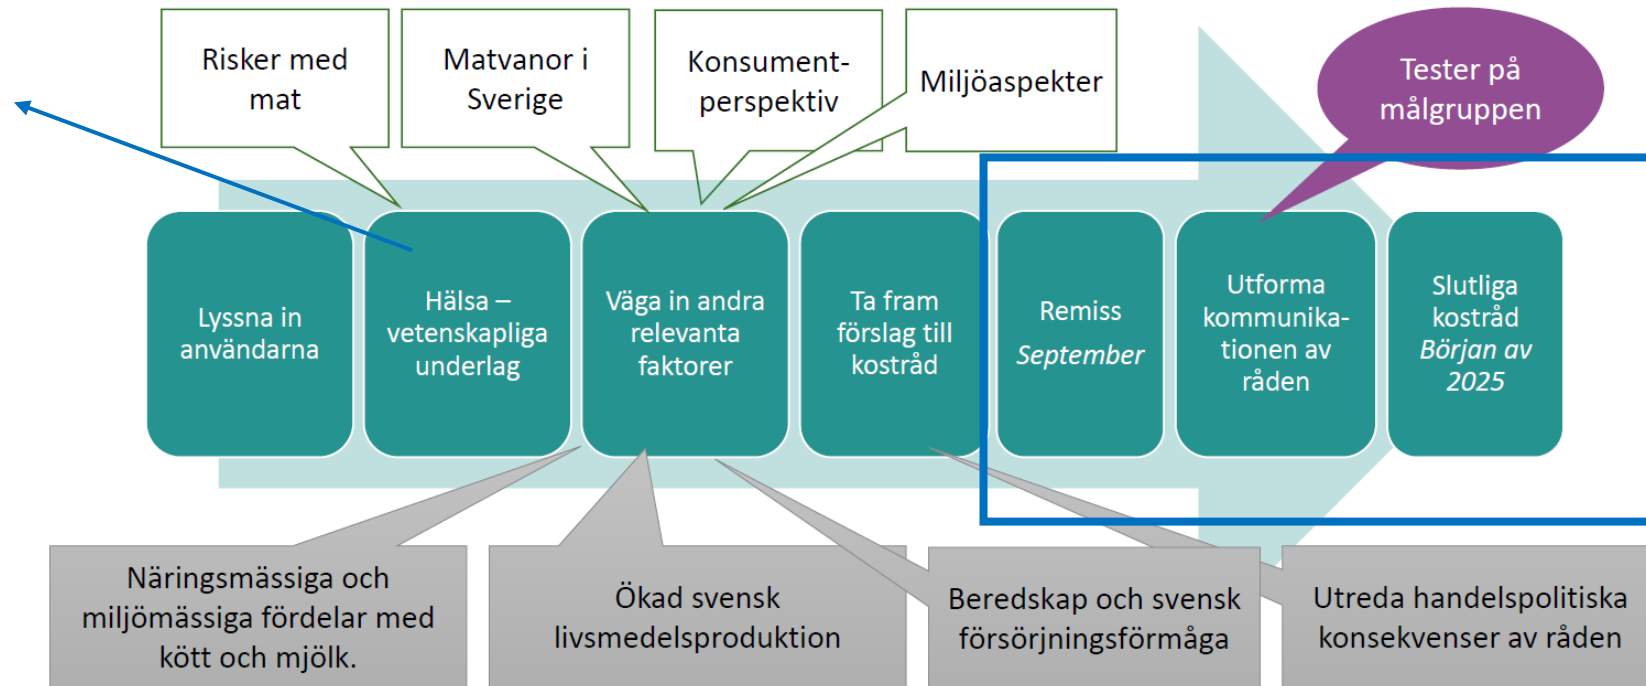 Risker med
mat
Matvanor i
Sverige
Konsument-
perspektiv
Miljöaspekter
Tester på
målgruppen
Lyssna in
användarna
Hälsa –
vetenskapliga
underlag
Väga in andra
relevanta
faktorer
Ta fram
förslag till
kostråd
Remiss
September
Utforma
kommunika-
tionen av
råden
Slutliga
kostråd
Början av
2025
Näringsmässiga och
miljömässiga fördelar med
kött och mjölk.
Ökad svensk
livsmedelsproduktion
Beredskap och svensk
försörjningsförmåga
Utreda handelspolitiska
konsekvenser av råden